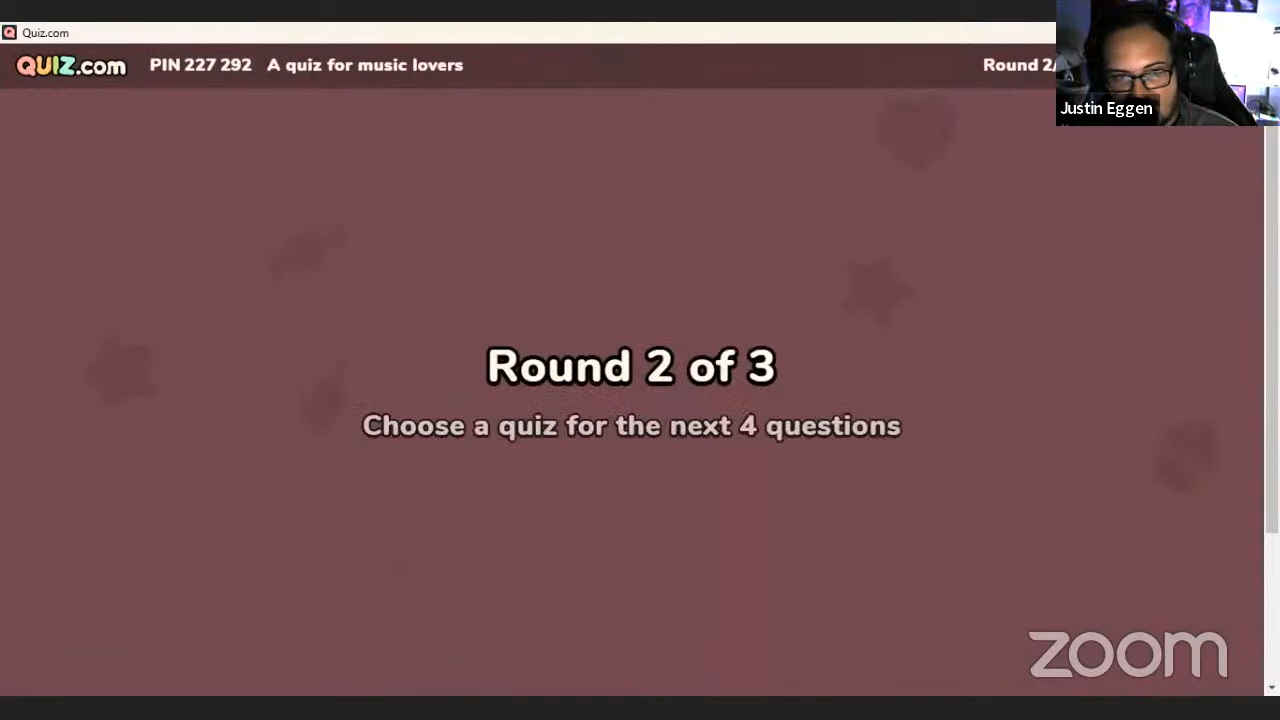 Quiz.com
QUIZ.com PIN 227 292 A quiz for music lovers Round 2/
Justin Eggen
Round 2 of 3
Choose a quiz for the next 4 questions
zoom